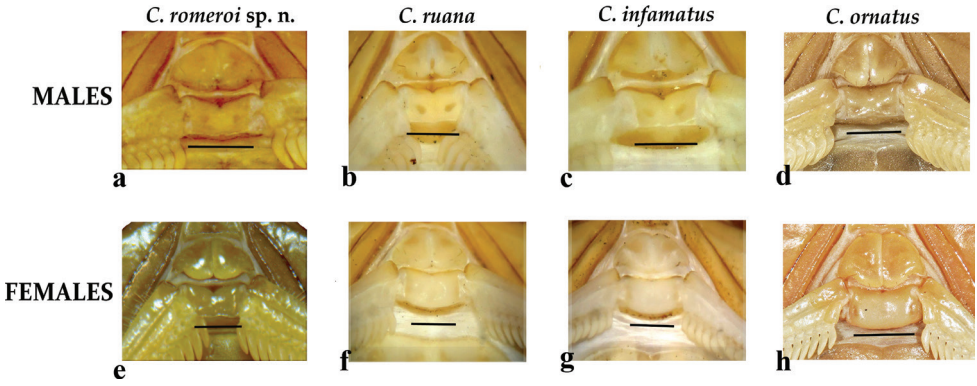 C. romeroi sp. n. C. ruana C. infamatus C. ornatus
MALES
a b c d
FEMALES
e f g h